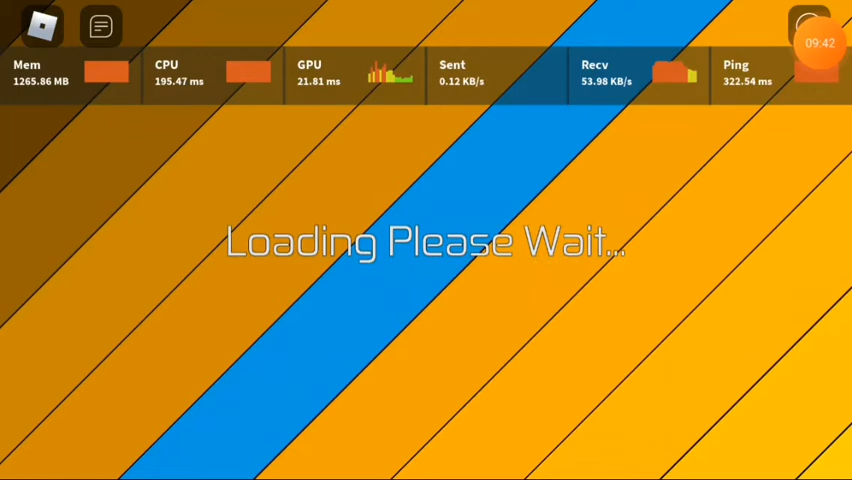 09:42
Mem
1265.86 MB
CPU
195.47 ms
GPU
21.81 ms
Sent
0.12 KB/s
Recv
53.98 KB/s
Ping
322.54 ms
Loading Please Wait...